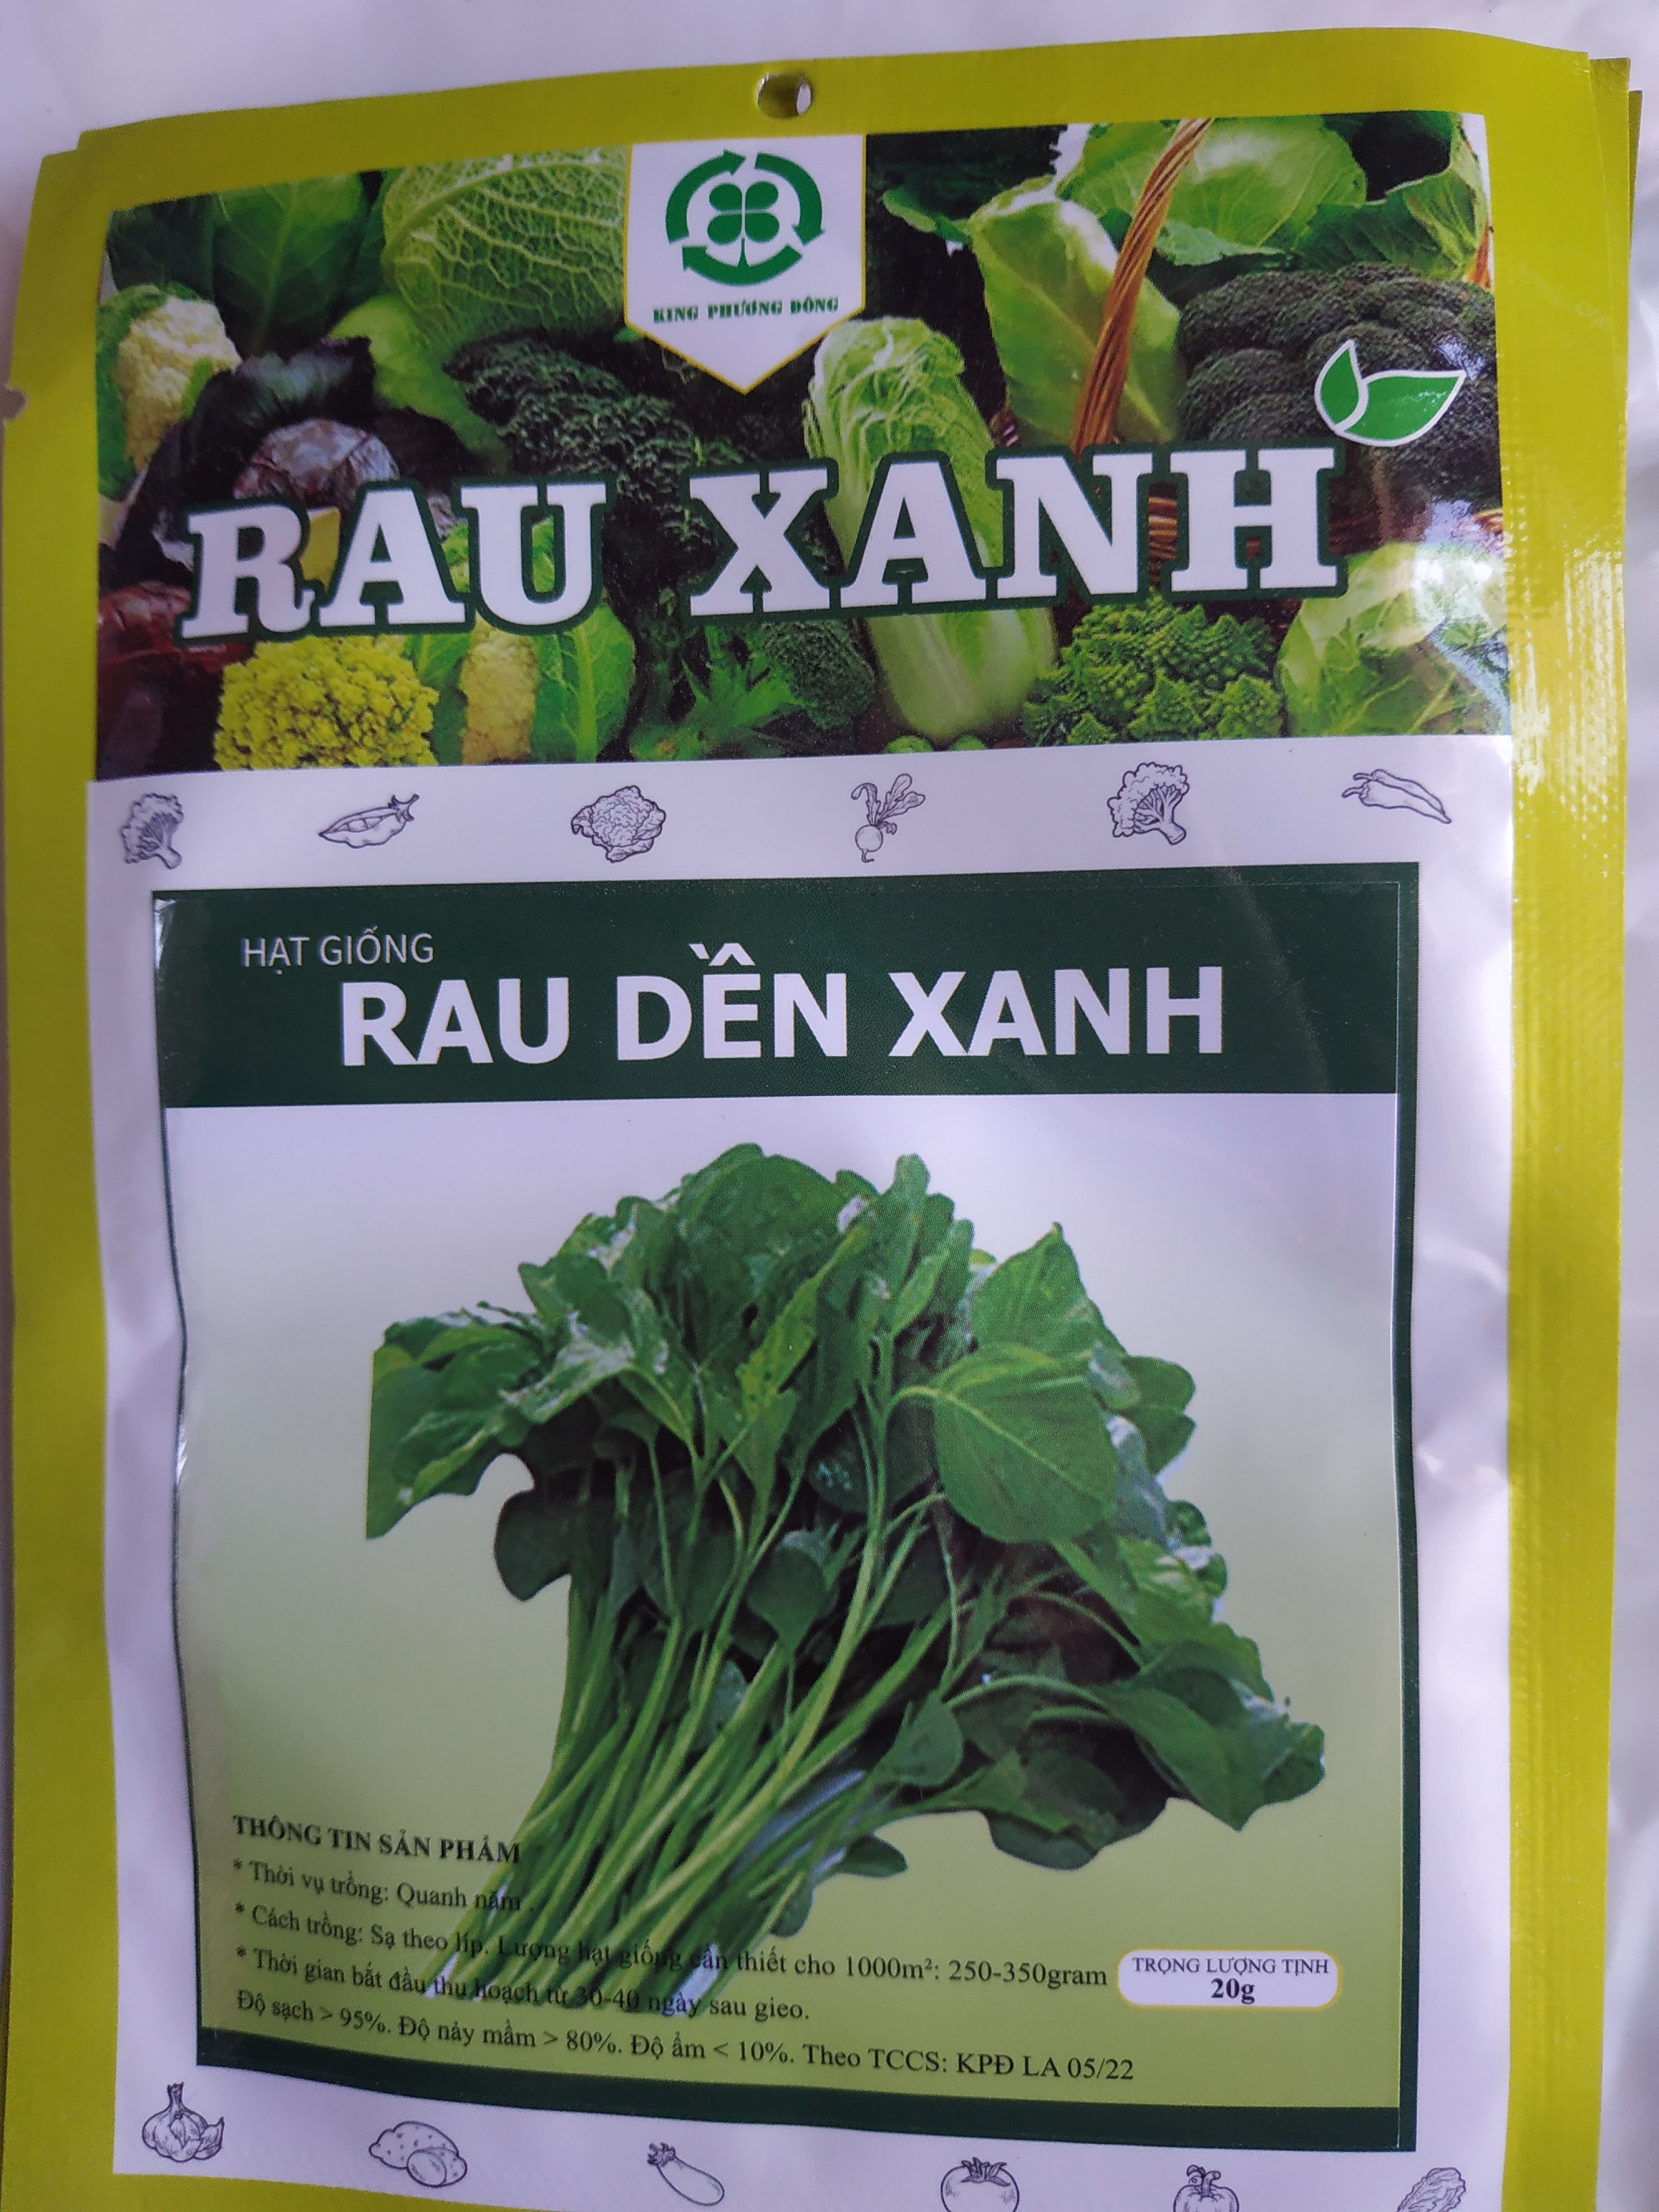 KING PHƯƠNG ĐÔNG
RAU XANH
HẠT GIỐNG
RAU DỀN XANH
THÔNG TIN SẢN PHẨM
* Thời vụ trồng: Quanh năm .
* Cách trồng: Sạ theo líp. Lượng hạt giống cần thiết cho 1000m²: 250-350gram
* Thời gian bắt đầu thu hoạch từ 30-40 ngày sau gieo.
Độ sạch > 95%. Độ nảy mầm > 80%. Độ ẩm < 10%. Theo TCCS: KPĐ LA 05/22
TRỌNG LƯỢNG TỊNH
20g